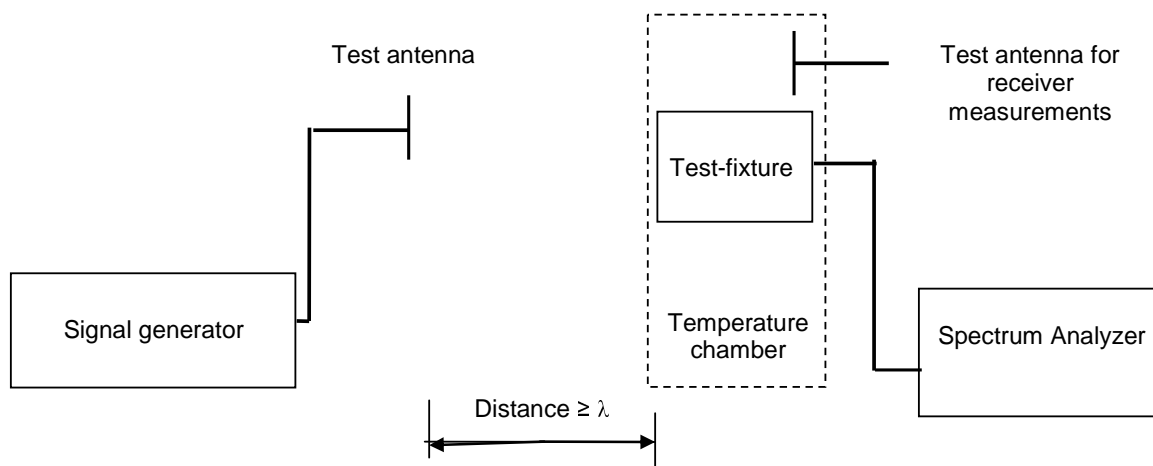 Test antenna
Test antenna for
receiver
measurements
Test-fixture
Signal generator
Temperature
chamber
Spectrum Analyzer
Distance ≥ λ